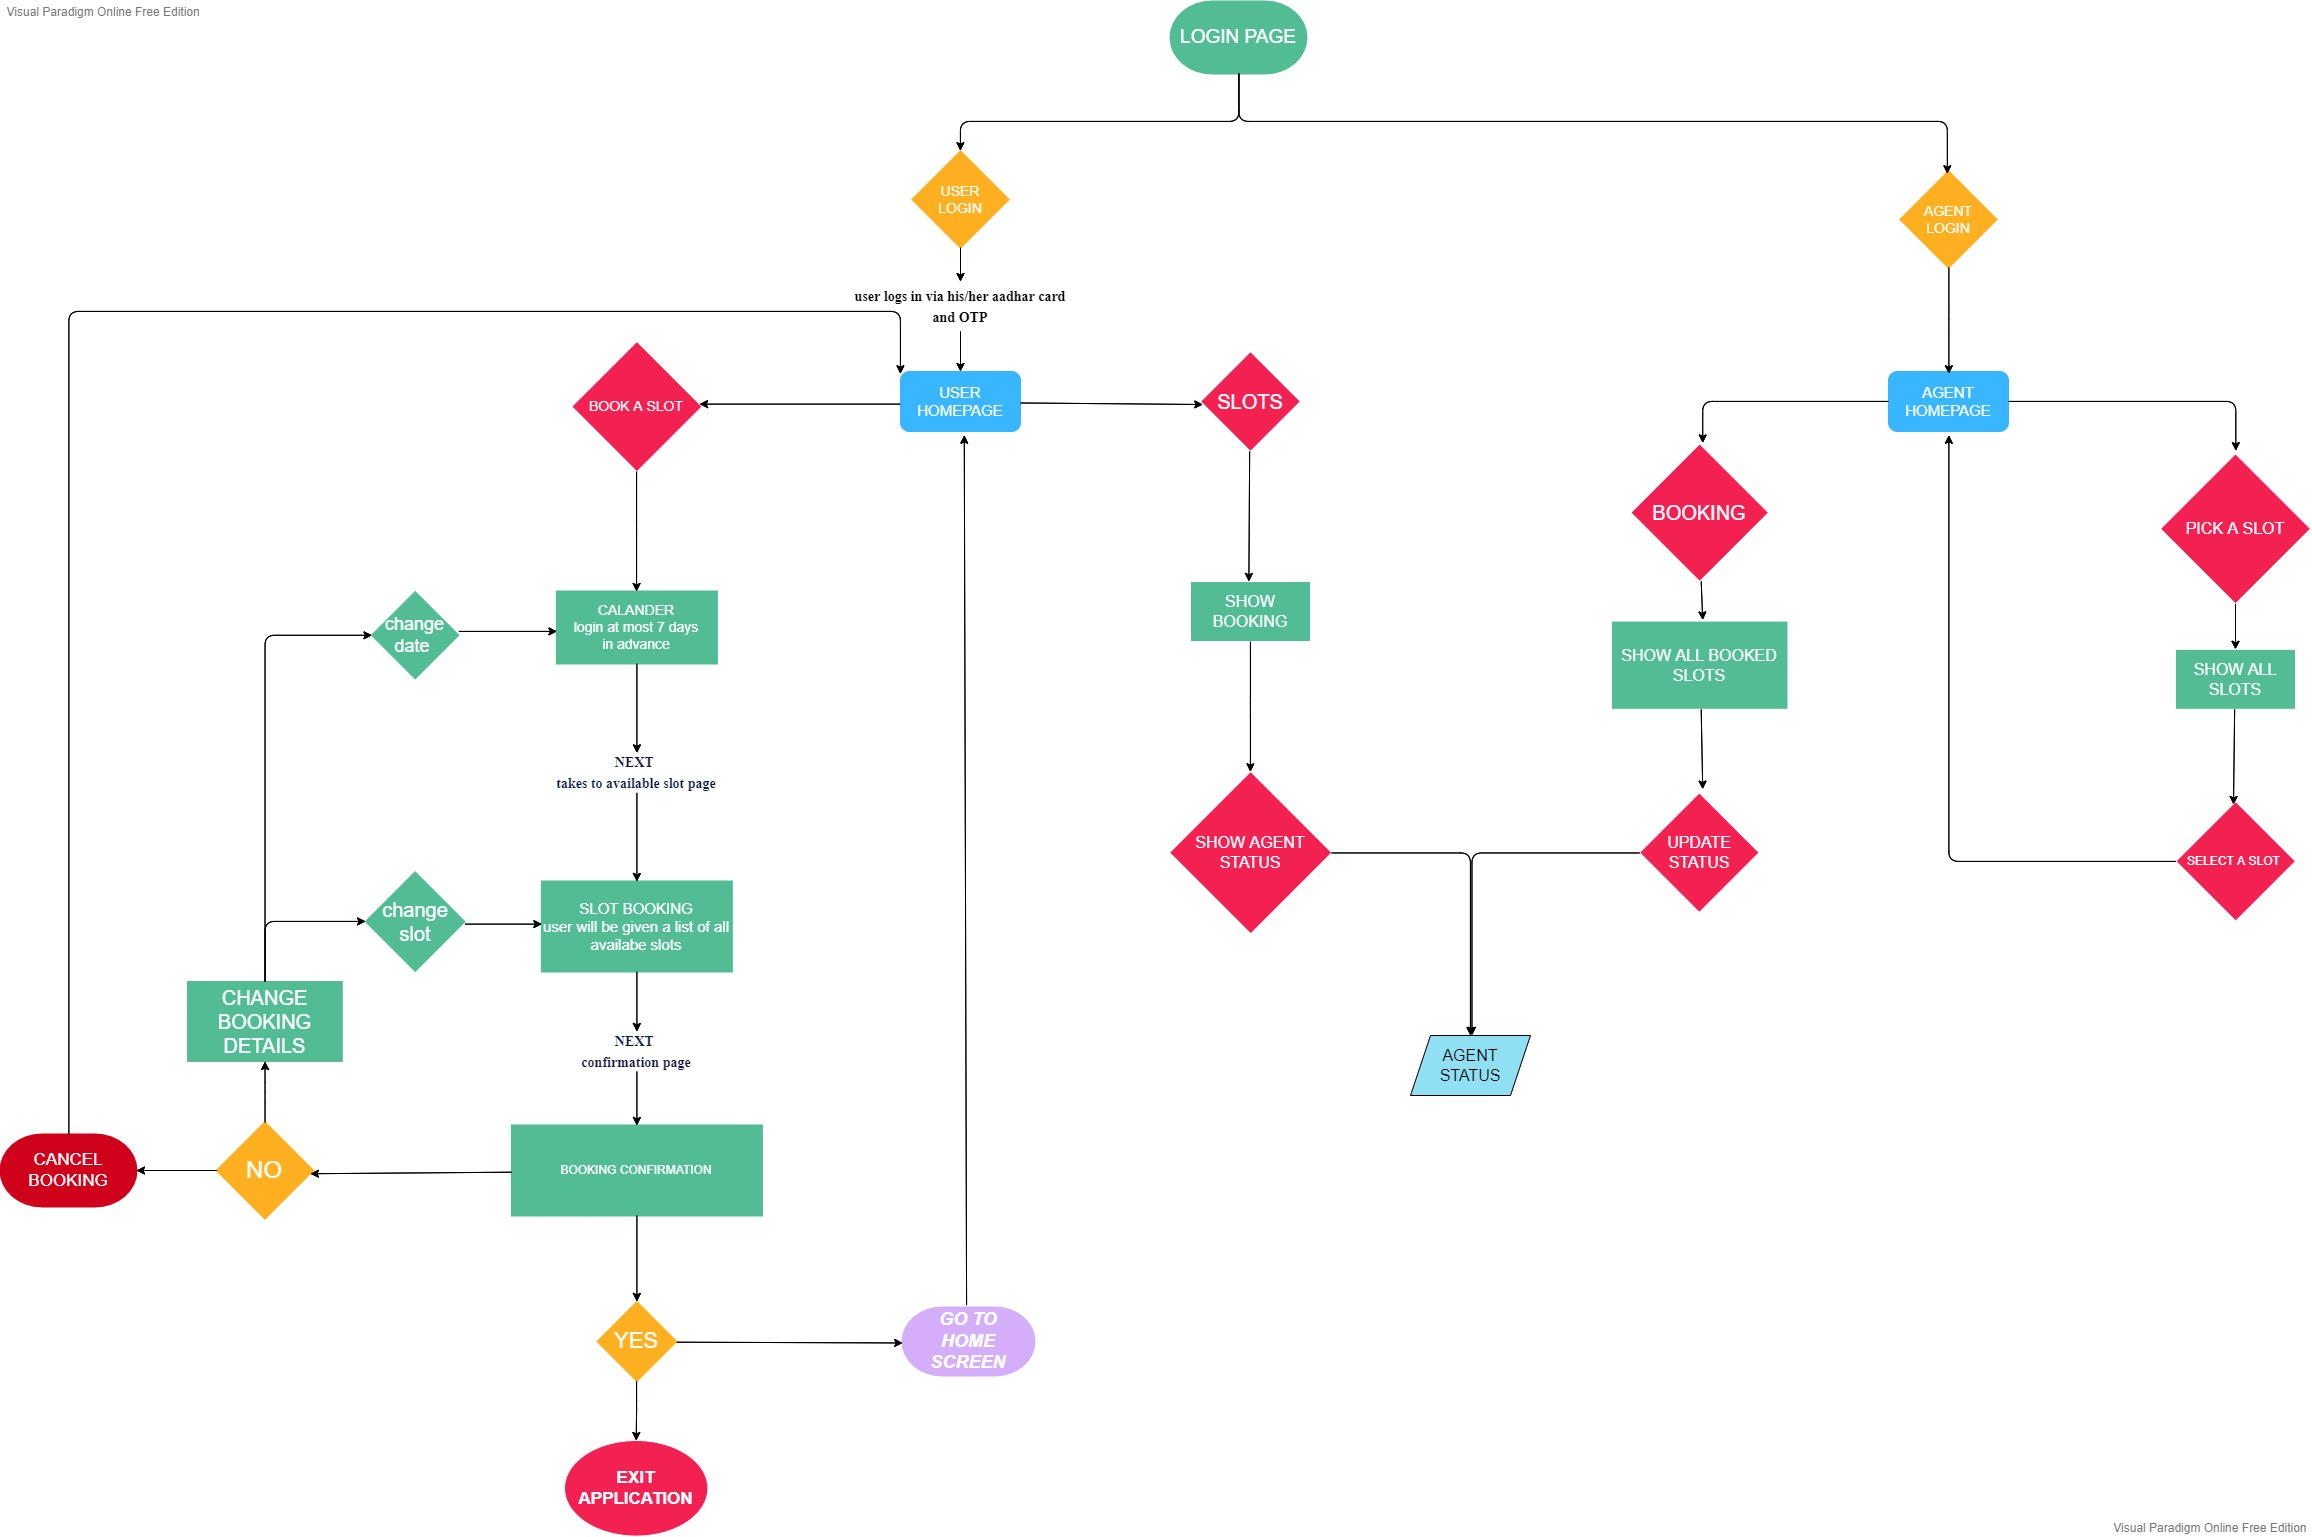 Visual Paradigm Online Free Edition
LOGIN PAGE
USER
LOGIN
AGENT
LOGIN
user logs in via his/her aadhar card
and OTP
BOOK A SLOT
USER
HOMEPAGE
SLOTS
AGENT
HOMEPAGE
BOOKING
PICK A SLOT
change
date
CALANDER
login at most 7 days
in advance
SHOW
BOOKING
SHOW ALL BOOKED
SLOTS
SHOW ALL
SLOTS
NEXT
takes to available slot page
SHOW AGENT
STATUS
UPDATE
STATUS
SELECT A SLOT
change
slot
SLOT BOOKING
user will be given a list of all
availabe slots
CHANGE
BOOKING
DETAILS
NEXT
confirmation page
AGENT
STATUS
CANCEL
BOOKING
NO
BOOKING CONFIRMATION
YES
GO TO
HOME
SCREEN
EXIT
APPLICATION
Visual Paradigm Online Free Edition